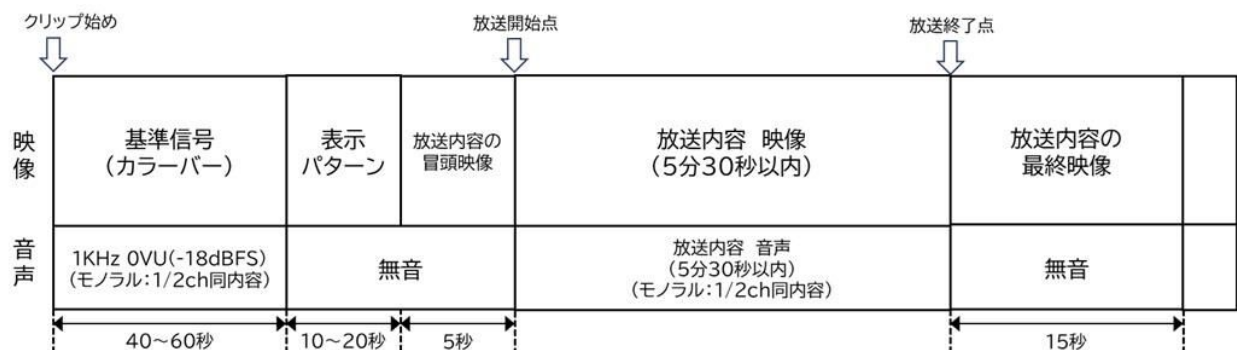 クリップ始め
放送開始点
放送終了点
映像
基準信号
(カラーバー)
表示
パターン
放送内容の
冒頭映像
放送内容 映像
(5分30秒以内)
放送内容の
最終映像
音声
1KHz 0VU(-18dBFS)
(モノラル:1/2ch同内容)
無音
放送内容 音声
(5分30秒以内)
(モノラル:1/2ch同内容)
無音
40~60秒
10~20秒
5秒
15秒